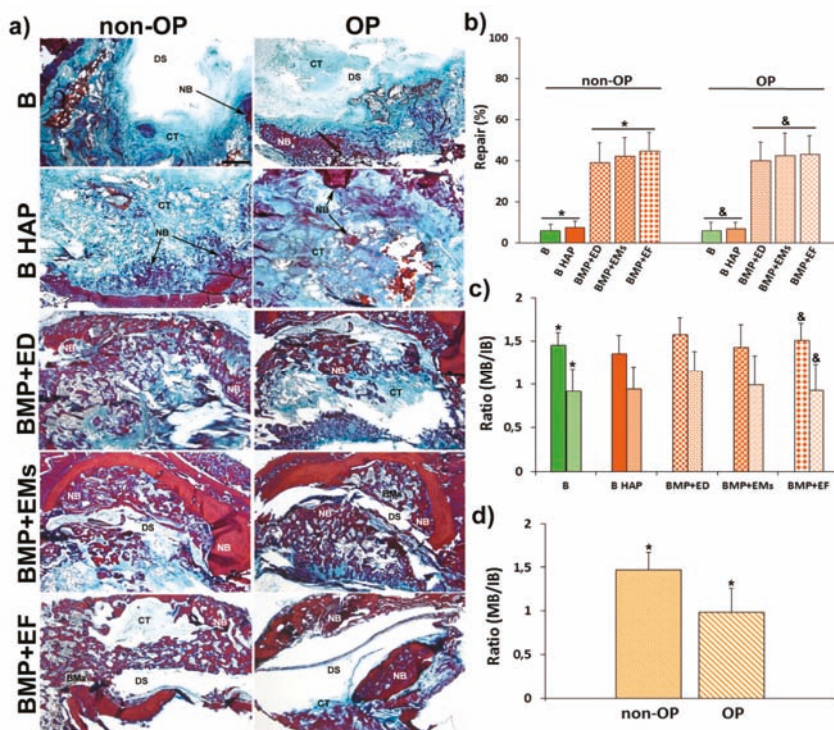 a)
non-OP
OP
B
DS
NB
CT
CT
DS
NB
B HAP
CT
NB
NB
CT
BMP+ED
NB
NB
NB
CT
BMP+EMs
NB
DS
NB
BMa
NB
DS
NB
BMP+EF
CT
NB
BMa
DS
NB
DS
NB
CT
b)
Repair (%)
100
80
60
40
20
0
non-OP
OP
*
*
&
&
B
B HAP
BMP+ED
BMP+EMs
BMP+EF
B
B HAP
BMP+ED
BMP+EMs
BMP+EF
c)
Ratio (MB/IB)
2
1,5
1
0,5
0
*
*
&
&
B
B HAP
BMP+ED
BMP+EMs
BMP+EF
d)
Ratio (MB/IB)
2
1.5
1
0
*
*
non-OP
OP